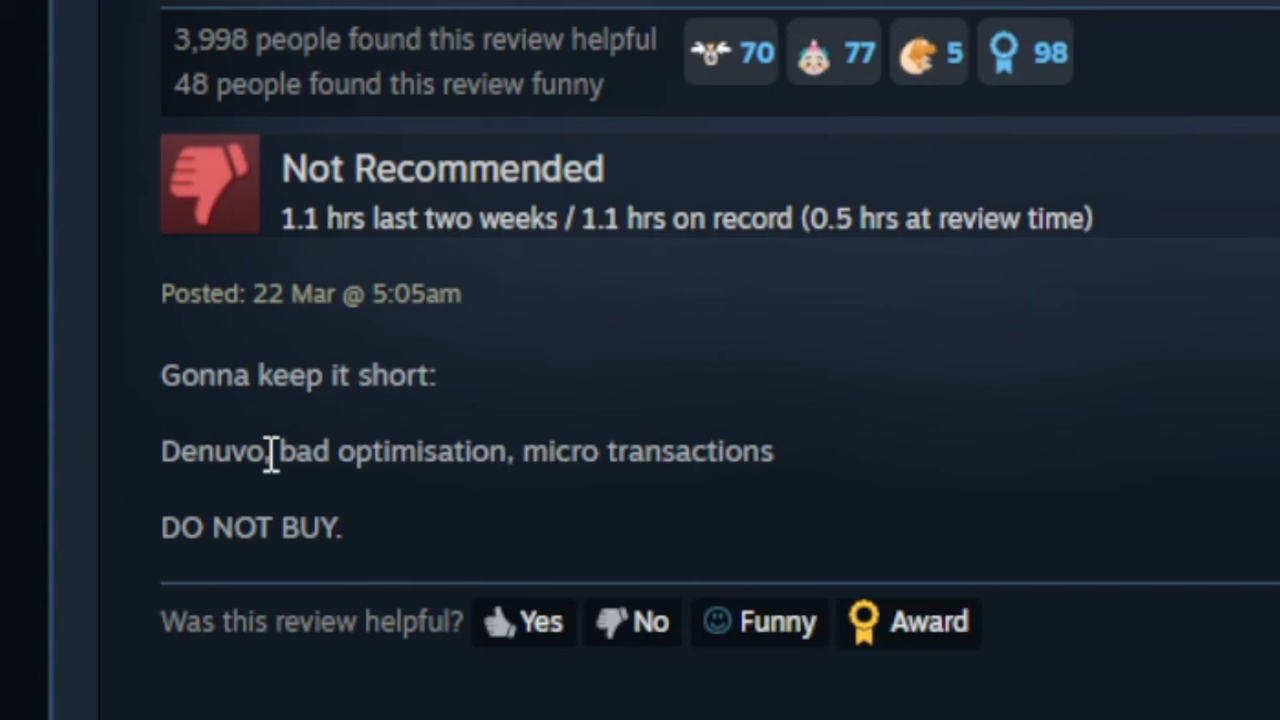 3,998 people found this review helpful
48 people found this review funny
70 77 5 98
Not Recommended
1.1 hrs last two weeks / 1.1 hrs on record (0.5 hrs at review time)
Posted: 22 Mar @ 5:05am
Gonna keep it short:
Denuvo, bad optimisation, micro transactions
DO NOT BUY.
Was this review helpful? Yes No Funny Award